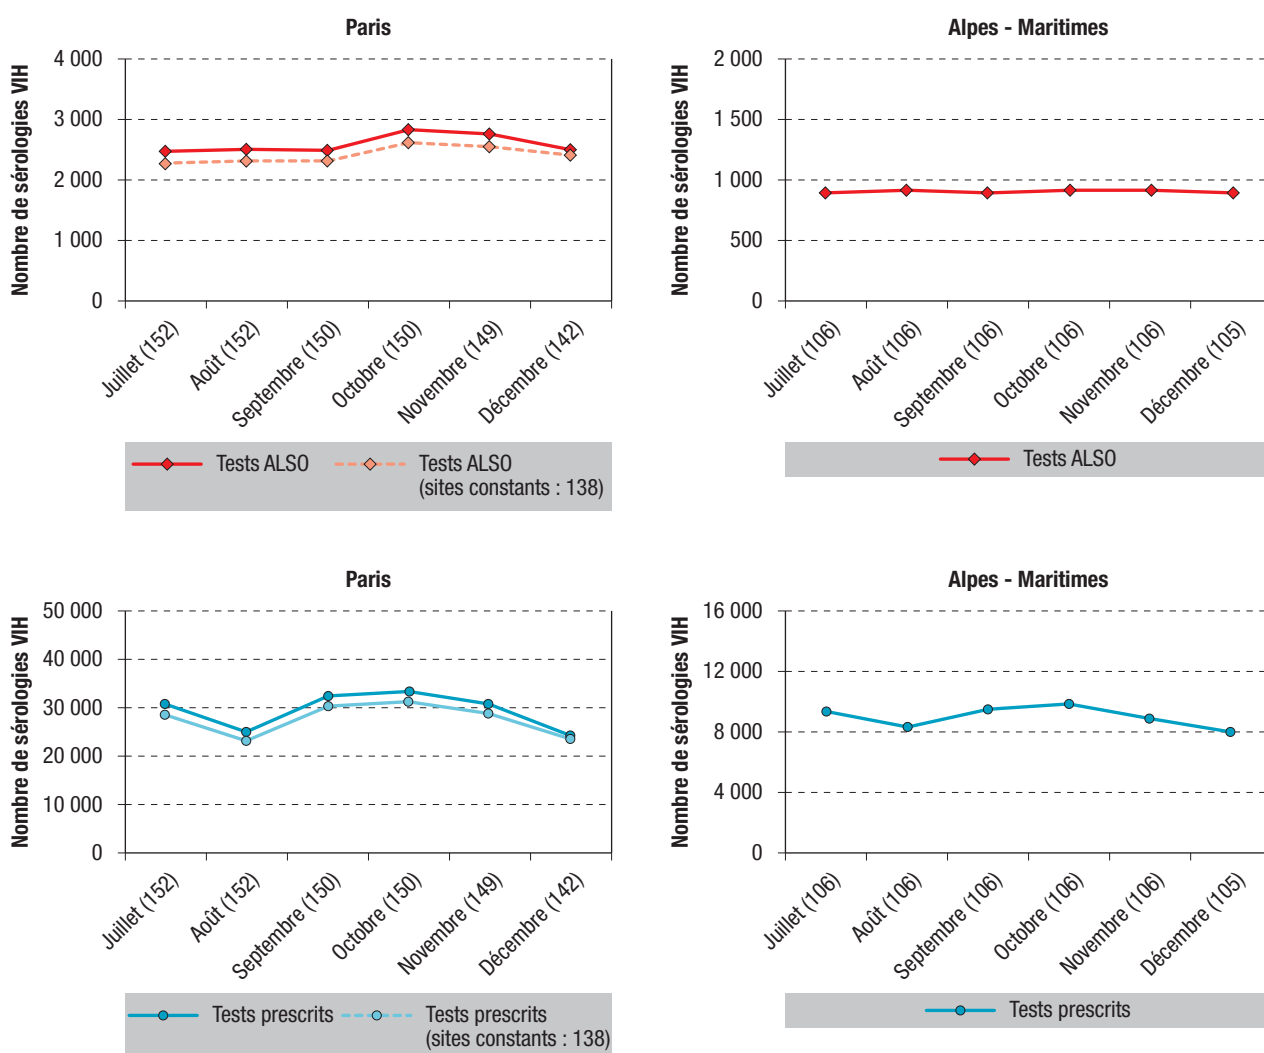 Paris
Nombre de sérologies VIH
4 000
3 000
2 000
1 000
0
Juillet (152)
Août (152)
Septembre (150)
Octobre (150)
Novembre (149)
Décembre (142)
Tests ALSO
Tests ALSO
(sites constants : 138)
Alpes - Maritimes
Nombre de sérologies VIH
2 000
1 500
1 000
500
0
Juillet (106)
Août (106)
Septembre (106)
Octobre (106)
Novembre (106)
Décembre (105)
Tests ALSO
Paris
Nombre de sérologies VIH
50 000
40 000
30 000
20 000
10 000
0
Juillet (152)
Août (152)
Septembre (150)
Octobre (150)
Novembre (149)
Décembre (142)
Tests prescrits
Tests prescrits
(sites constants : 138)
Alpes - Maritimes
Nombre de sérologies VIH
16 000
12 000
8 000
4 000
0
Juillet (106)
Août (106)
Septembre (106)
Octobre (106)
Novembre (106)
Décembre (105)
Tests prescrits